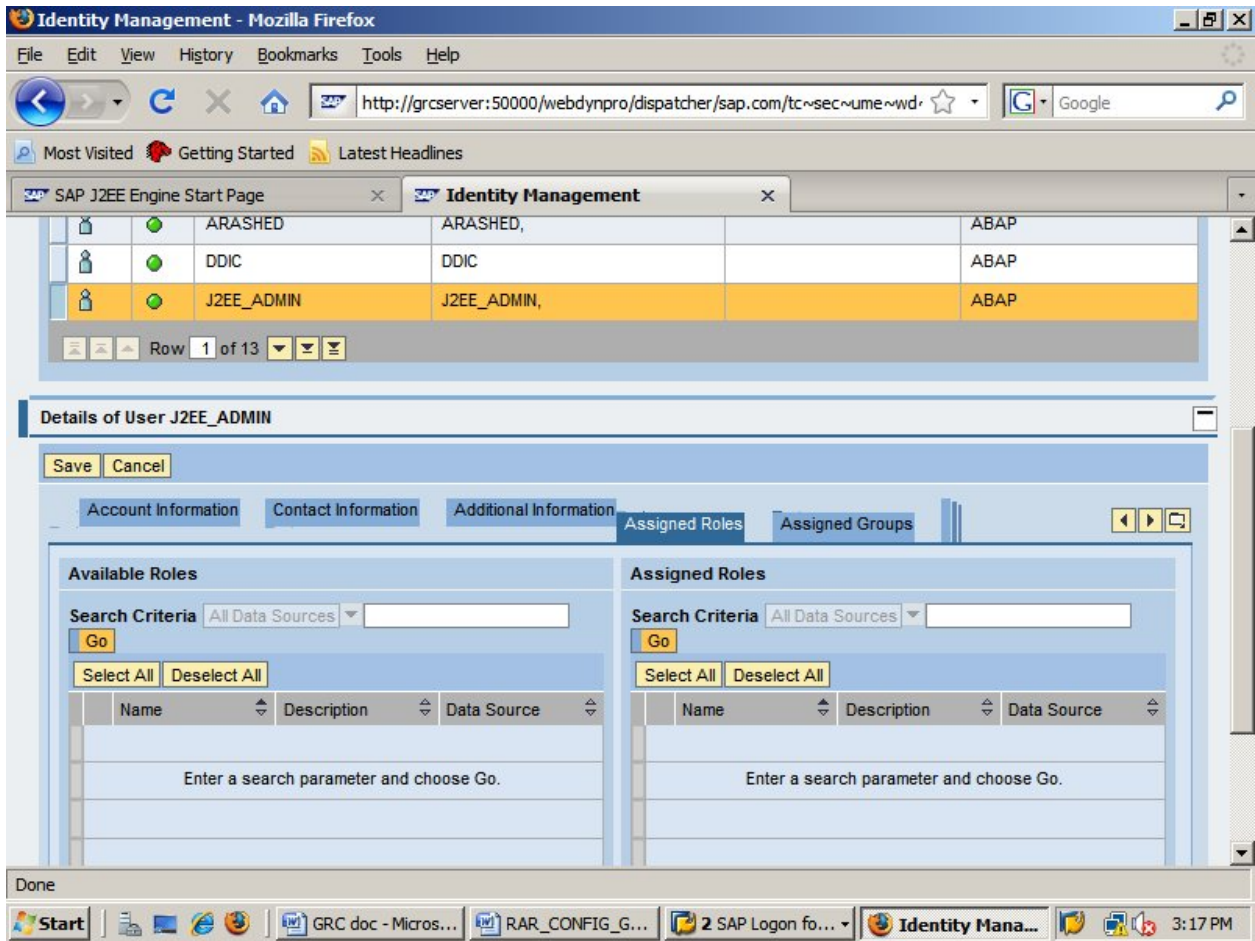 Identity Management - Mozilla Firefox
File Edit View History Bookmarks Tools Help
SAP http://grcserver:50000/webdynpro/dispatcher/sap.com/tc~sec~ume~wd G Google
Most Visited Getting Started Latest Headlines
SAP SAP J2EE Engine Start Page SAP Identity Management
ARASHED ARASHED, ABAP
DDIC DDIC ABAP
J2EE_ADMIN J2EE_ADMIN, ABAP
Row 1 of 13
Details of User J2EE_ADMIN
Save Cancel
Account Information Contact Information Additional Information Assigned Roles Assigned Groups
Available Roles Assigned Roles
Search Criteria All Data Sources Search Criteria All Data Sources
Go Go
Select All Deselect All Select All Deselect All
Name Description Data Source Name Description Data Source
Enter a search parameter and choose Go. Enter a search parameter and choose Go.
Done
Start GRC doc - Micros... RAR_CONFIG_G... 2 SAP Logon fo... Identity Mana... 3:17 PM